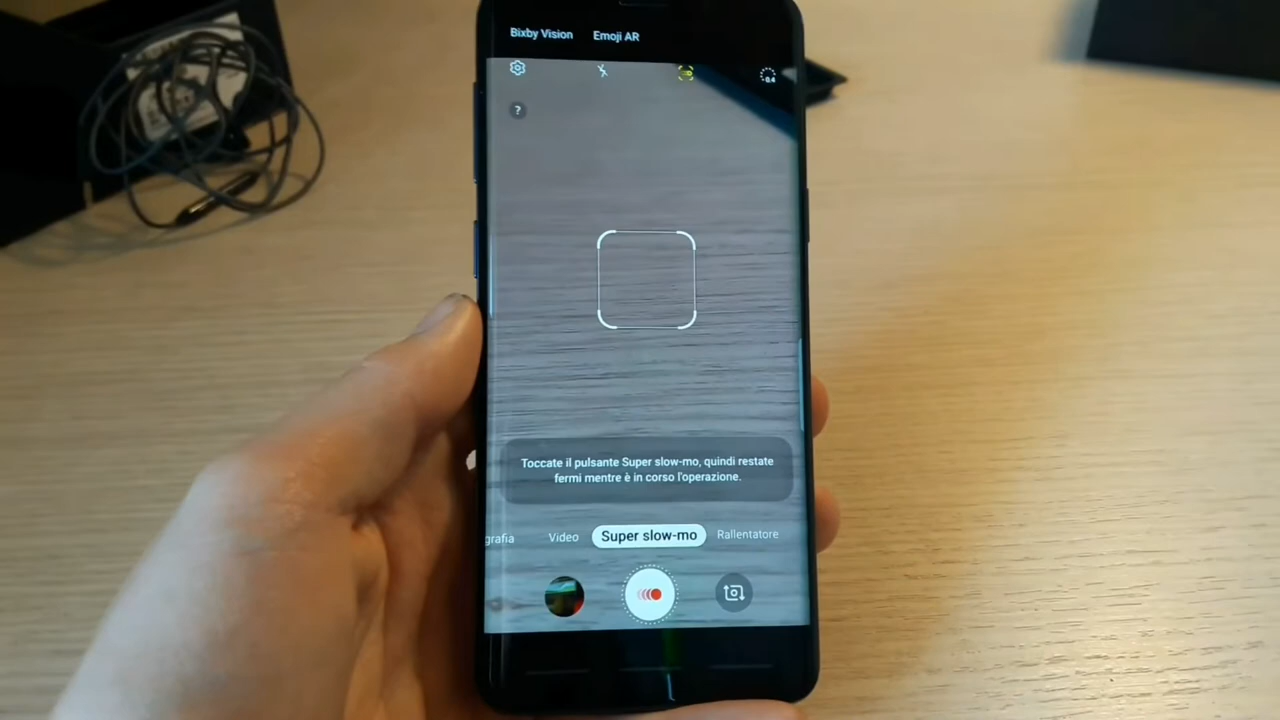 Bixby Vision Emoji AR
?
Toccate il pulsante Super slow-mo, quindi restate
fermi mentre è in corso l'operazione.
grafia Video Super slow-mo Rallentatore